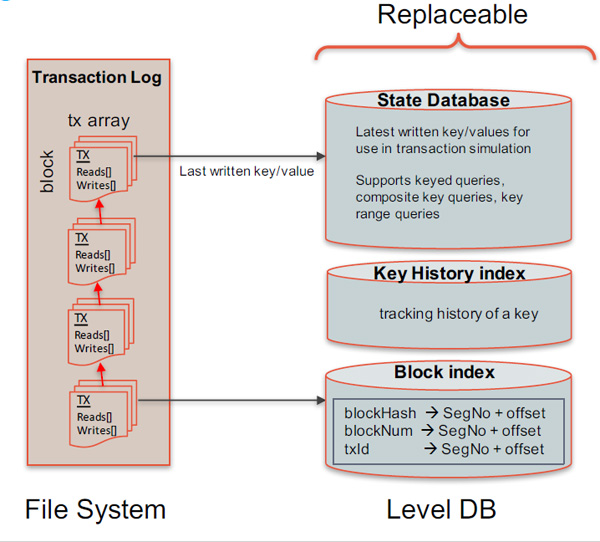 Replaceable
Transaction Log
tx array
block
TX
Reads[]
Writes[]
TX
Reads[]
Writes[]
TX
Reads[]
Writes[]
TX
Reads[]
Writes[]
Last written key/value
State Database
Latest written key/values for
use in transaction simulation
Supports keyed queries,
composite key queries, key
range queries
Key History index
tracking history of a key
Block index
blockHash → SegNo + offset
blockNum → SegNo + offset
txId → SegNo + offset
File System
Level DB